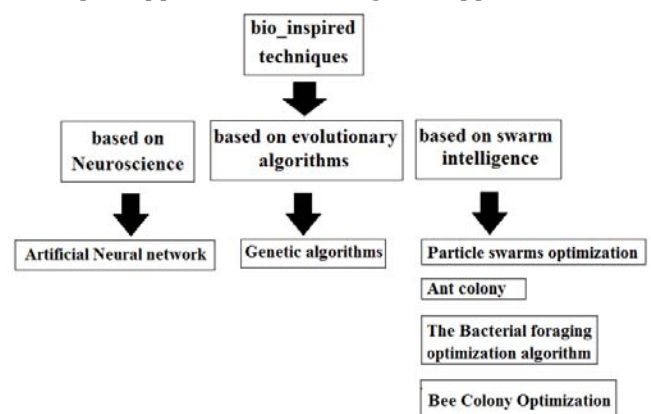 bio_inspired
techniques
based on
Neuroscience
based on evolutionary
algorithms
based on swarm
intelligence
Artificial Neural network
Genetic algorithms
Particle swarms optimization
Ant colony
The Bacterial foraging
optimization algorithm
Bee Colony Optimization